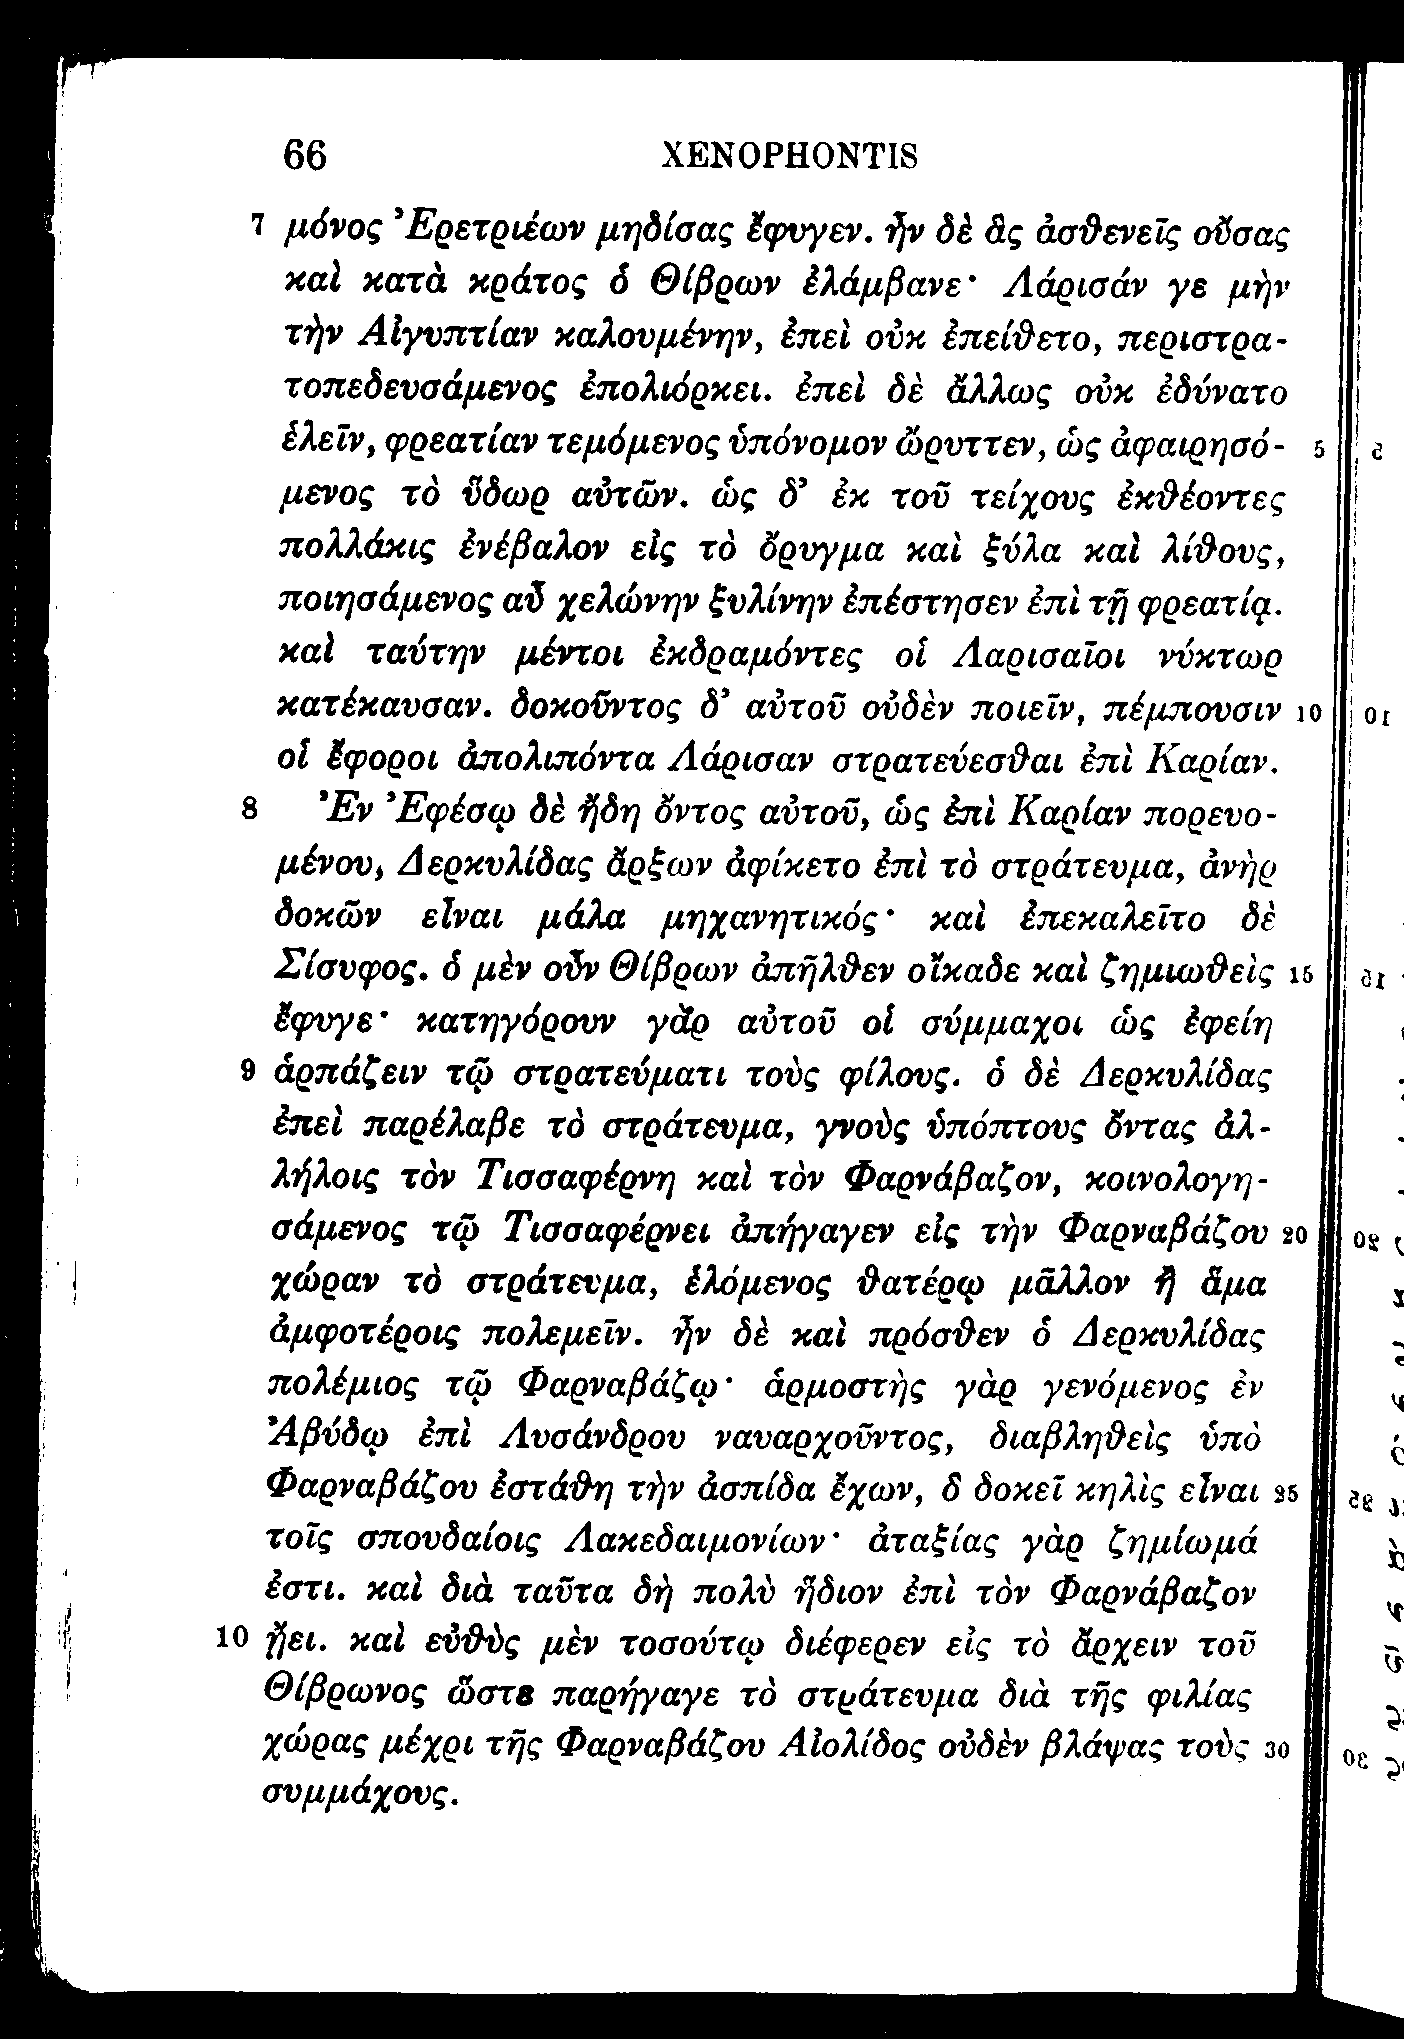 66 XENOPHONTIS
7 μόνος Ἐρετριέων μηδίσας ἔφυγεν. ἦν δὲ ἃς ἀσθενεῖς οὔσας
καὶ κατὰ κράτος ὁ Θίβρων ἐλάμβανε· Λάρισάν γε μὴν
τὴν Αἰγυπτίαν καλουμένην, ἐπεὶ οὐκ ἐπείθετο, περιστρα-
τοπεδευσάμενος ἐπολιόρκει. ἐπεὶ δὲ ἄλλως οὐκ ἐδύνατο
ἑλεῖν, φρεατίαν τεμόμενος ὑπόνομον ὤρυττεν, ὡς ἀφαιρησό- 5
μενος τὸ ὕδωρ αὐτῶν. ὡς δ’ ἐκ τοῦ τείχους ἐκθέοντες
πολλάκις ἐνέβαλον εἰς τὸ ὄρυγμα καὶ ξύλα καὶ λίθους,
ποιησάμενος αὖ χελώνην ξυλίνην ἐπέστησεν ἐπὶ τῇ φρεατίᾳ.
καὶ ταύτην μέντοι ἐκδραμόντες οἱ Λαρισαῖοι νύκτωρ
κατέκαυσαν. δοκοῦντος δ’ αὐτοῦ οὐδὲν ποιεῖν, πέμπουσιν 10
οἱ ἔφοροι ἀπολιπόντα Λάρισαν στρατεύεσθαι ἐπὶ Καρίαν.
8 Ἐν Ἐφέσῳ δὲ ἤδη ὄντος αὐτοῦ, ὡς ἐπὶ Καρίαν πορευο-
μένου, Δερκυλίδας ἄρξων ἀφίκετο ἐπὶ τὸ στράτευμα, ἀνὴρ
δοκῶν εἶναι μάλα μηχανητικός· καὶ ἐπεκαλεῖτο δὲ
Σίσυφος. ὁ μὲν οὖν Θίβρων ἀπῆλθεν οἴκαδε καὶ ζημιωθεὶς 15
ἔφυγε· κατηγόρουν γὰρ αὐτοῦ οἱ σύμμαχοι ὡς ἐφείη
9 ἁρπάζειν τῷ στρατεύματι τοὺς φίλους. ὁ δὲ Δερκυλίδας
ἐπεὶ παρέλαβε τὸ στράτευμα, γνοὺς ὑπόπτους ὄντας ἀλ-
λήλοις τὸν Τισσαφέρνη καὶ τὸν Φαρνάβαζον, κοινολογη-
σάμενος τῷ Τισσαφέρνει ἀπήγαγεν εἰς τὴν Φαρναβάζου 20
χώραν τὸ στράτευμα, ἑλόμενος θατέρῳ μᾶλλον ἢ ἅμα
ἀμφοτέροις πολεμεῖν. ἦν δὲ καὶ πρόσθεν ὁ Δερκυλίδας
πολέμιος τῷ Φαρναβάζῳ· ἁρμοστὴς γὰρ γενόμενος ἐν
Ἀβύδῳ ἐπὶ Λυσάνδρου ναυαρχοῦντος, διαβληθεὶς ὑπὸ
Φαρναβάζου ἐστάθη τὴν ἀσπίδα ἔχων, ὃ δοκεῖ κηλὶς εἶναι 25
τοῖς σπουδαίοις Λακεδαιμονίων· ἀταξίας γὰρ ζημίωμά
ἐστι. καὶ διὰ ταῦτα δὴ πολὺ ἥδιον ἐπὶ τὸν Φαρνάβαζον
10 ᾔει. καὶ εὐθὺς μὲν τοσούτῳ διέφερεν εἰς τὸ ἄρχειν τοῦ
Θίβρωνος ὥστε παρήγαγε τὸ στράτευμα διὰ τῆς φιλίας
χώρας μέχρι τῆς Φαρναβάζου Αἰολίδος οὐδὲν βλάψας τοὺς 30
συμμάχους.